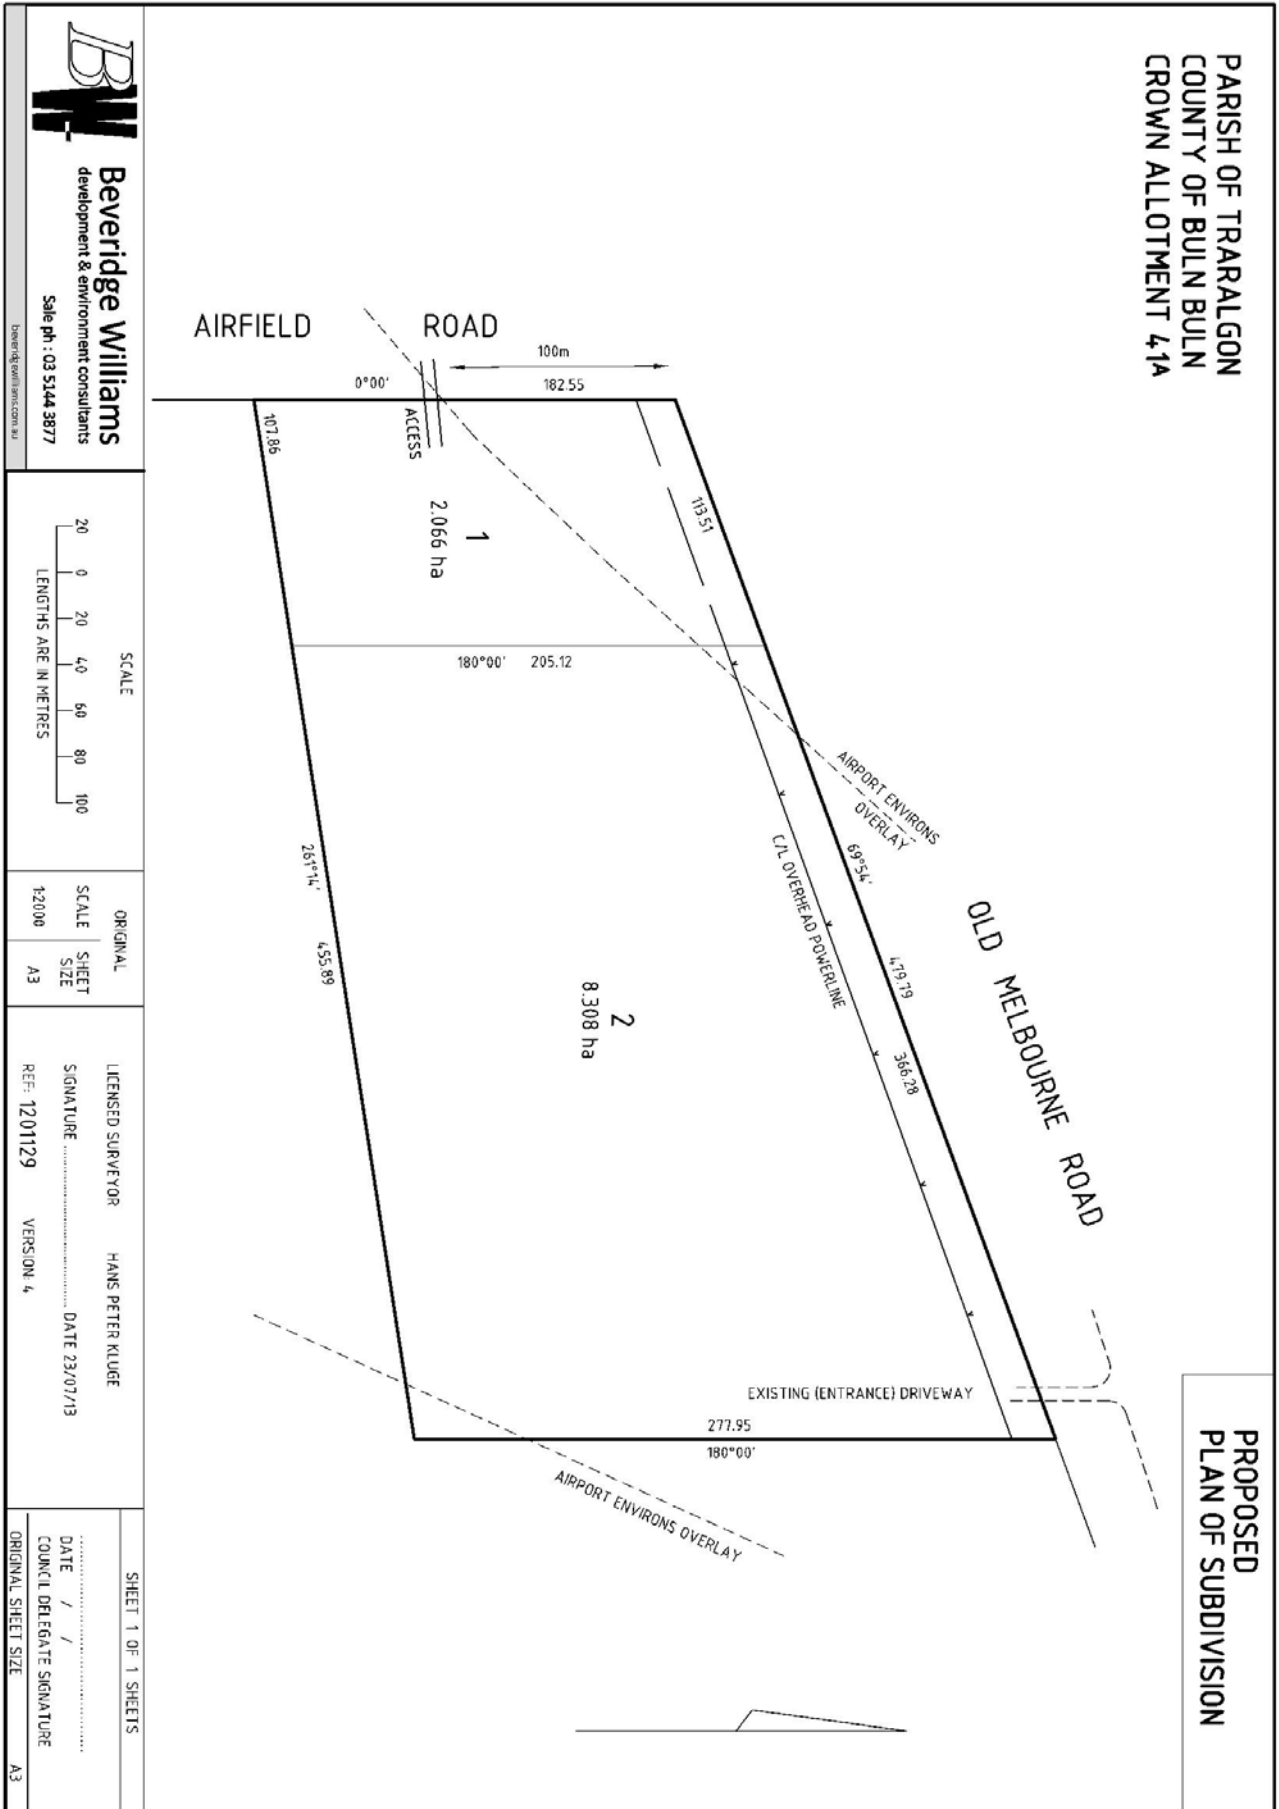 PARISH OF TRARALGON
COUNTY OF BULN BULN
CROWN ALLOTMENT 41A
PROPOSED
PLAN OF SUBDIVISION
OLD MELBOURNE ROAD
AIRPORT ENVIRONS
OVERLAY
69°54'
479.79
366.28
113.51
C/L OVERHEAD POWERLINE
EXISTING (ENTRANCE) DRIVEWAY
AIRFIELD ROAD
100m
182.55
0°00'
ACCESS
1
2.066 ha
180°00' 205.12
2
8.308 ha
277.95
180°00'
AIRPORT ENVIRONS OVERLAY
107.86
261°14'
455.89
BW
Beveridge Williams
development & environment consultants
Sale ph : 03 5144 3877
beveridgewilliams.com.au
SCALE
20 0 20 40 60 80 100
LENGTHS ARE IN METRES
ORIGINAL
SCALE
SHEET
SIZE
1:2000
A3
LICENSED SURVEYOR HANS PETER KLUGE
SIGNATURE ........................ DATE 23/07/13
REF: 1201129 VERSION: 4
SHEET 1 OF 1 SHEETS
DATE / /
COUNCIL DELEGATE SIGNATURE
ORIGINAL SHEET SIZE A3